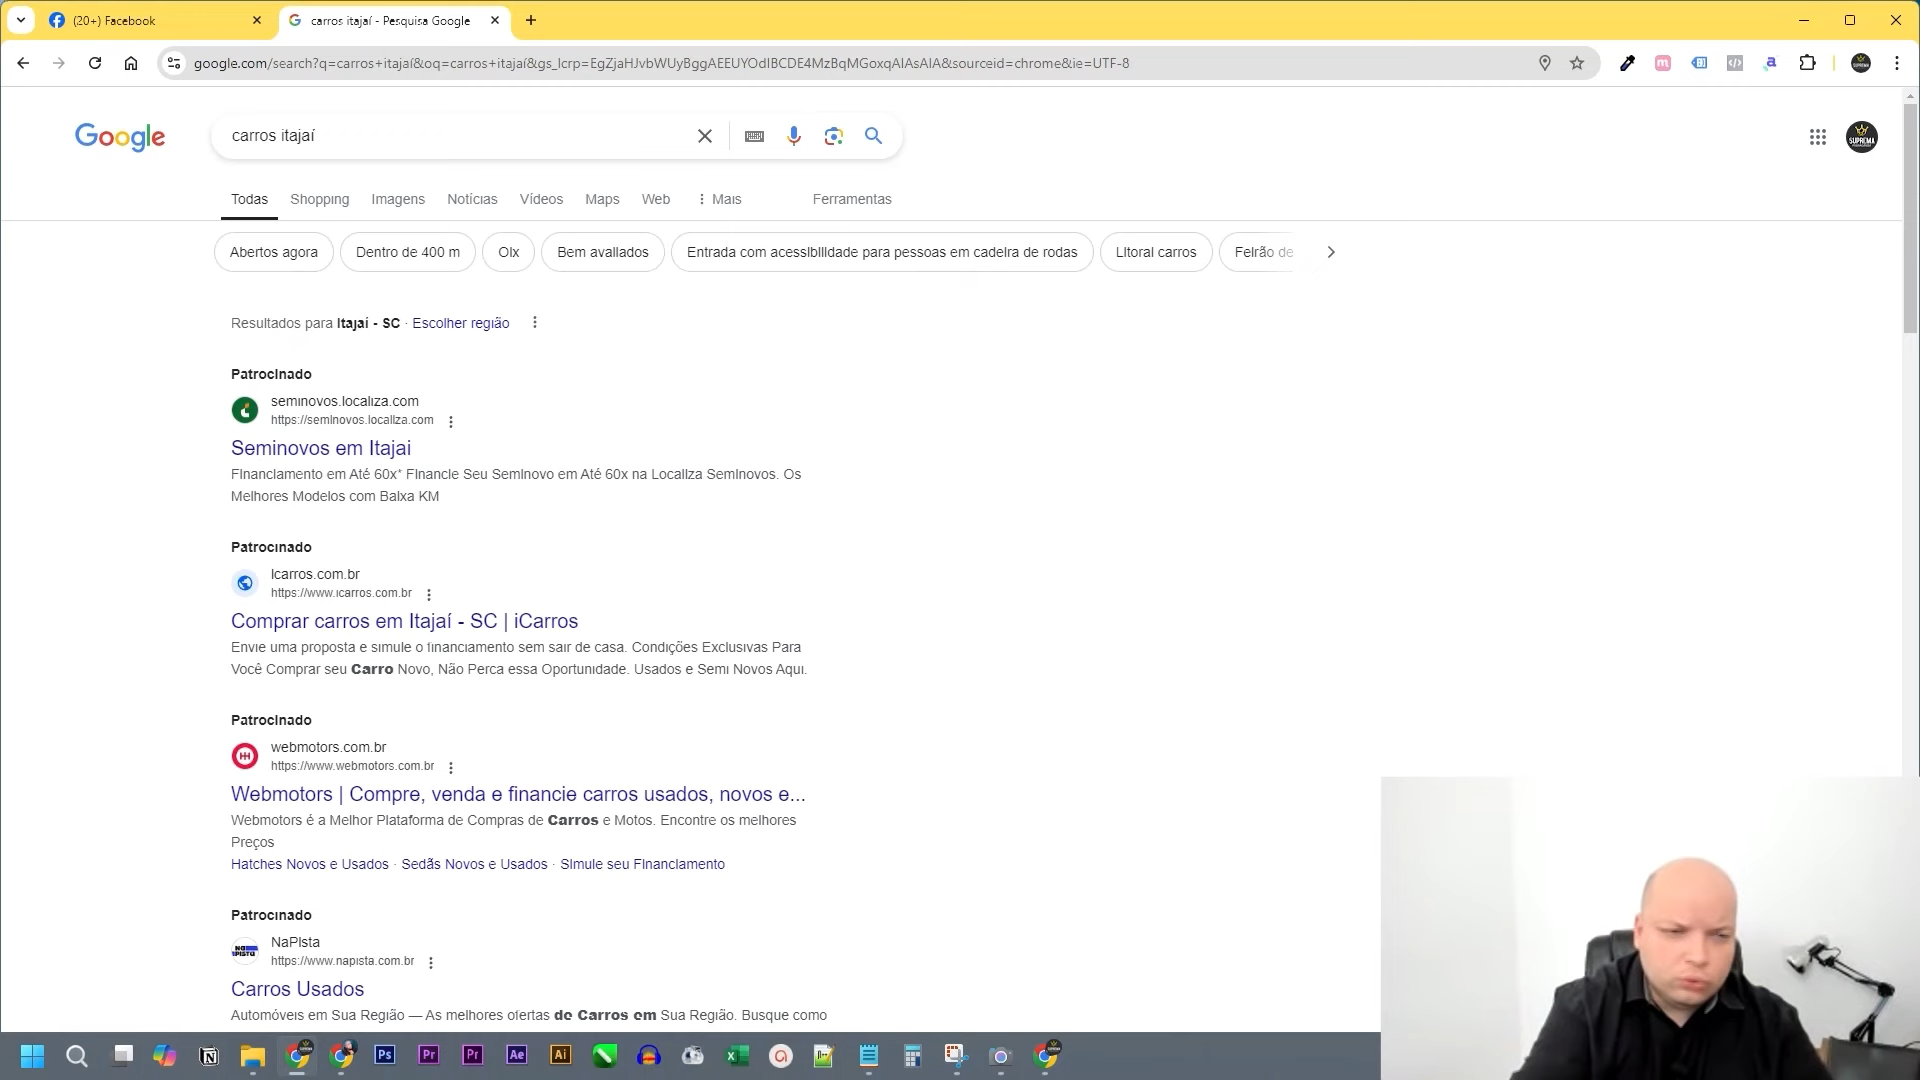 (20+) Facebook
carros itajaí - Pesquisa Google
google.com/search?q=carros+itajaí&oq=carros+itajaí&gs_lcrp=EgZjaHJvbWUyBggAEEUYOdIBCDE4MzBqMGoxqAIAsAIA&sourceid=chrome&ie=UTF-8
Google
carros itajaí
SUPREMA
Todas
Shopping
Imagens
Notícias
Vídeos
Maps
Web
Mais
Ferramentas
Abertos agora
Dentro de 400 m
Olx
Bem avaliados
Entrada com acessibilidade para pessoas em cadeira de rodas
Litoral carros
Feirão de
Resultados para Itajaí - SC · Escolher região
Patrocinado
seminovos.localiza.com
https://seminovos.localiza.com
Seminovos em Itajai
Financiamento em Até 60x* Financie Seu Seminovo em Até 60x na Localiza Seminovos. Os
Melhores Modelos com Baixa KM
Patrocinado
icarros.com.br
https://www.icarros.com.br
Comprar carros em Itajaí - SC | iCarros
Envie uma proposta e simule o financiamento sem sair de casa. Condições Exclusivas Para
Você Comprar seu Carro Novo, Não Perca essa Oportunidade. Usados e Semi Novos Aqui.
Patrocinado
webmotors.com.br
https://www.webmotors.com.br
Webmotors | Compre, venda e financie carros usados, novos e...
Webmotors é a Melhor Plataforma de Compras de Carros e Motos. Encontre os melhores
Preços
Hatches Novos e Usados · Sedãs Novos e Usados · Simule seu Financiamento
Patrocinado
NaPista
https://www.napista.com.br
Carros Usados
Automóveis em Sua Região — As melhores ofertas de Carros em Sua Região. Busque como
Ps
Pr
Pr
Ae
Ai